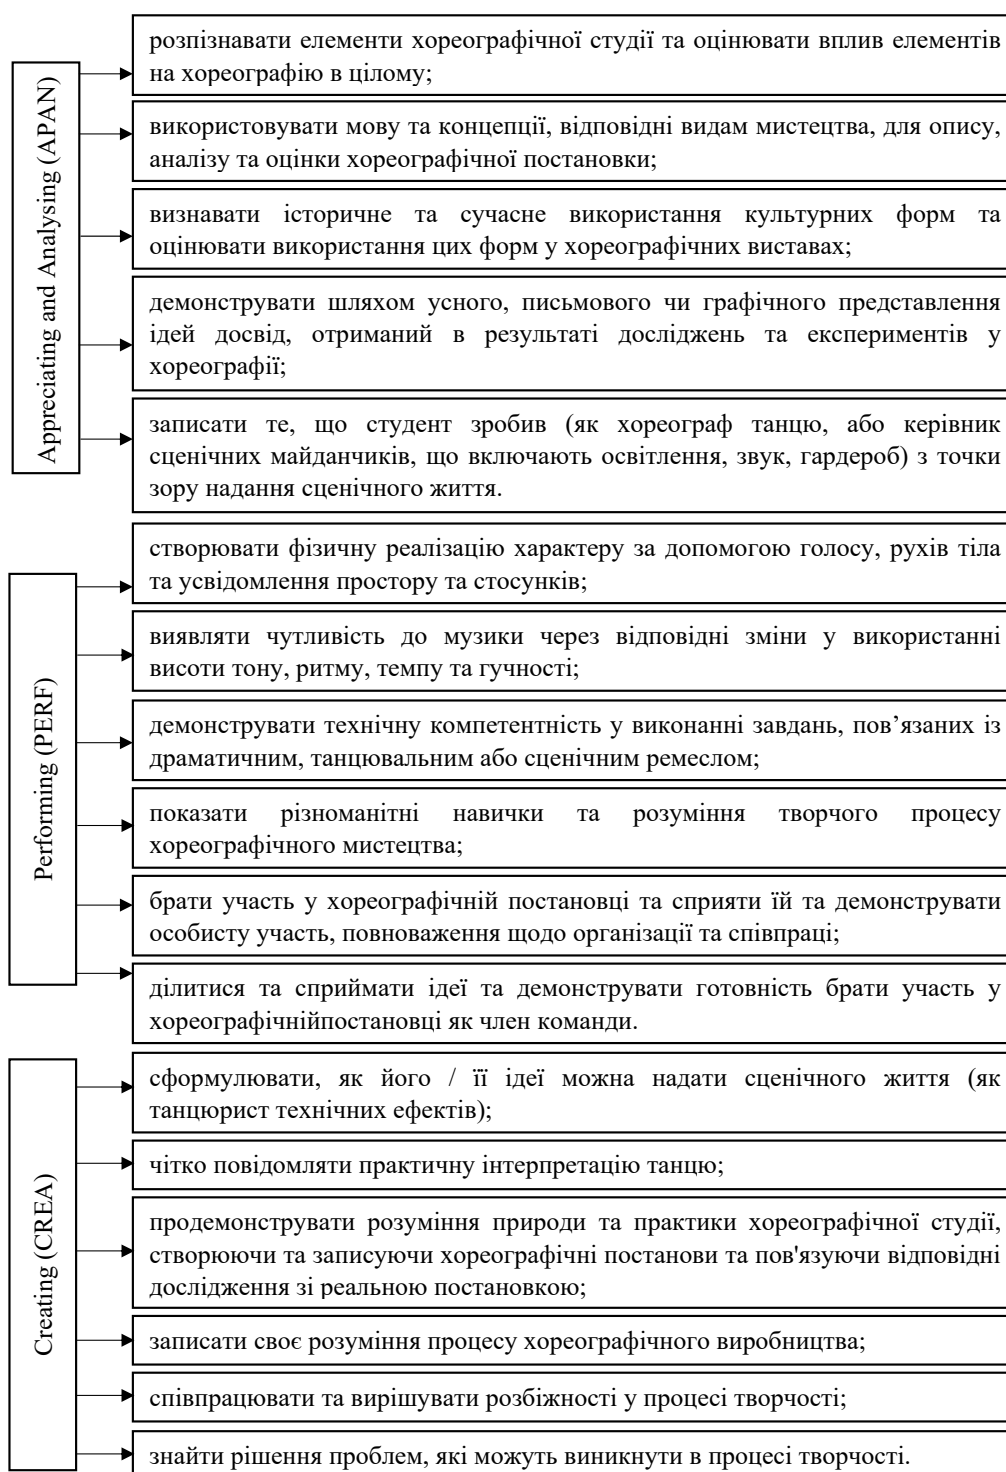 Appreciating and Analysing (APAN)
розпізнавати елементи хореографічної студії та оцінювати вплив елементів
на хореографію в цілому;
використовувати мову та концепції, відповідні видам мистецтва, для опису,
аналізу та оцінки хореографічної постановки;
визнавати історичне та сучасне використання культурних форм та
оцінювати використання цих форм у хореографічних виставах;
демонструвати шляхом усного, письмового чи графічного представлення
ідей досвід, отриманий в результаті досліджень та експериментів у
хореографії;
записати те, що студент зробив (як хореограф танцю, або керівник
сценічних майданчиків, що включають освітлення, звук, гардероб) з точки
зору надання сценічного життя.
Performing (PERF)
створювати фізичну реалізацію характеру за допомогою голосу, рухів тіла
та усвідомлення простору та стосунків;
виявляти чутливість до музики через відповідні зміни у використанні
висоти тону, ритму, темпу та гучності;
демонструвати технічну компетентність у виконанні завдань, пов’язаних із
драматичним, танцювальним або сценічним ремеслом;
показати різноманітні навички та розуміння творчого процесу
хореографічного мистецтва;
брати участь у хореографічній постановці та сприяти їй та демонструвати
особисту участь, повноваження щодо організації та співпраці;
ділитися та сприймати ідеї та демонструвати готовність брати участь у
хореографічнійпостановці як член команди.
Creating (CREA)
сформулювати, як його / її ідеї можна надати сценічного життя (як
танцюрист технічних ефектів);
чітко повідомляти практичну інтерпретацію танцю;
продемонструвати розуміння природи та практики хореографічної студії,
створюючи та записуючи хореографічні постанови та пов'язуючи відповідні
дослідження зі реальною постановкою;
записати своє розуміння процесу хореографічного виробництва;
співпрацювати та вирішувати розбіжності у процесі творчості;
знайти рішення проблем, які можуть виникнути в процесі творчості.